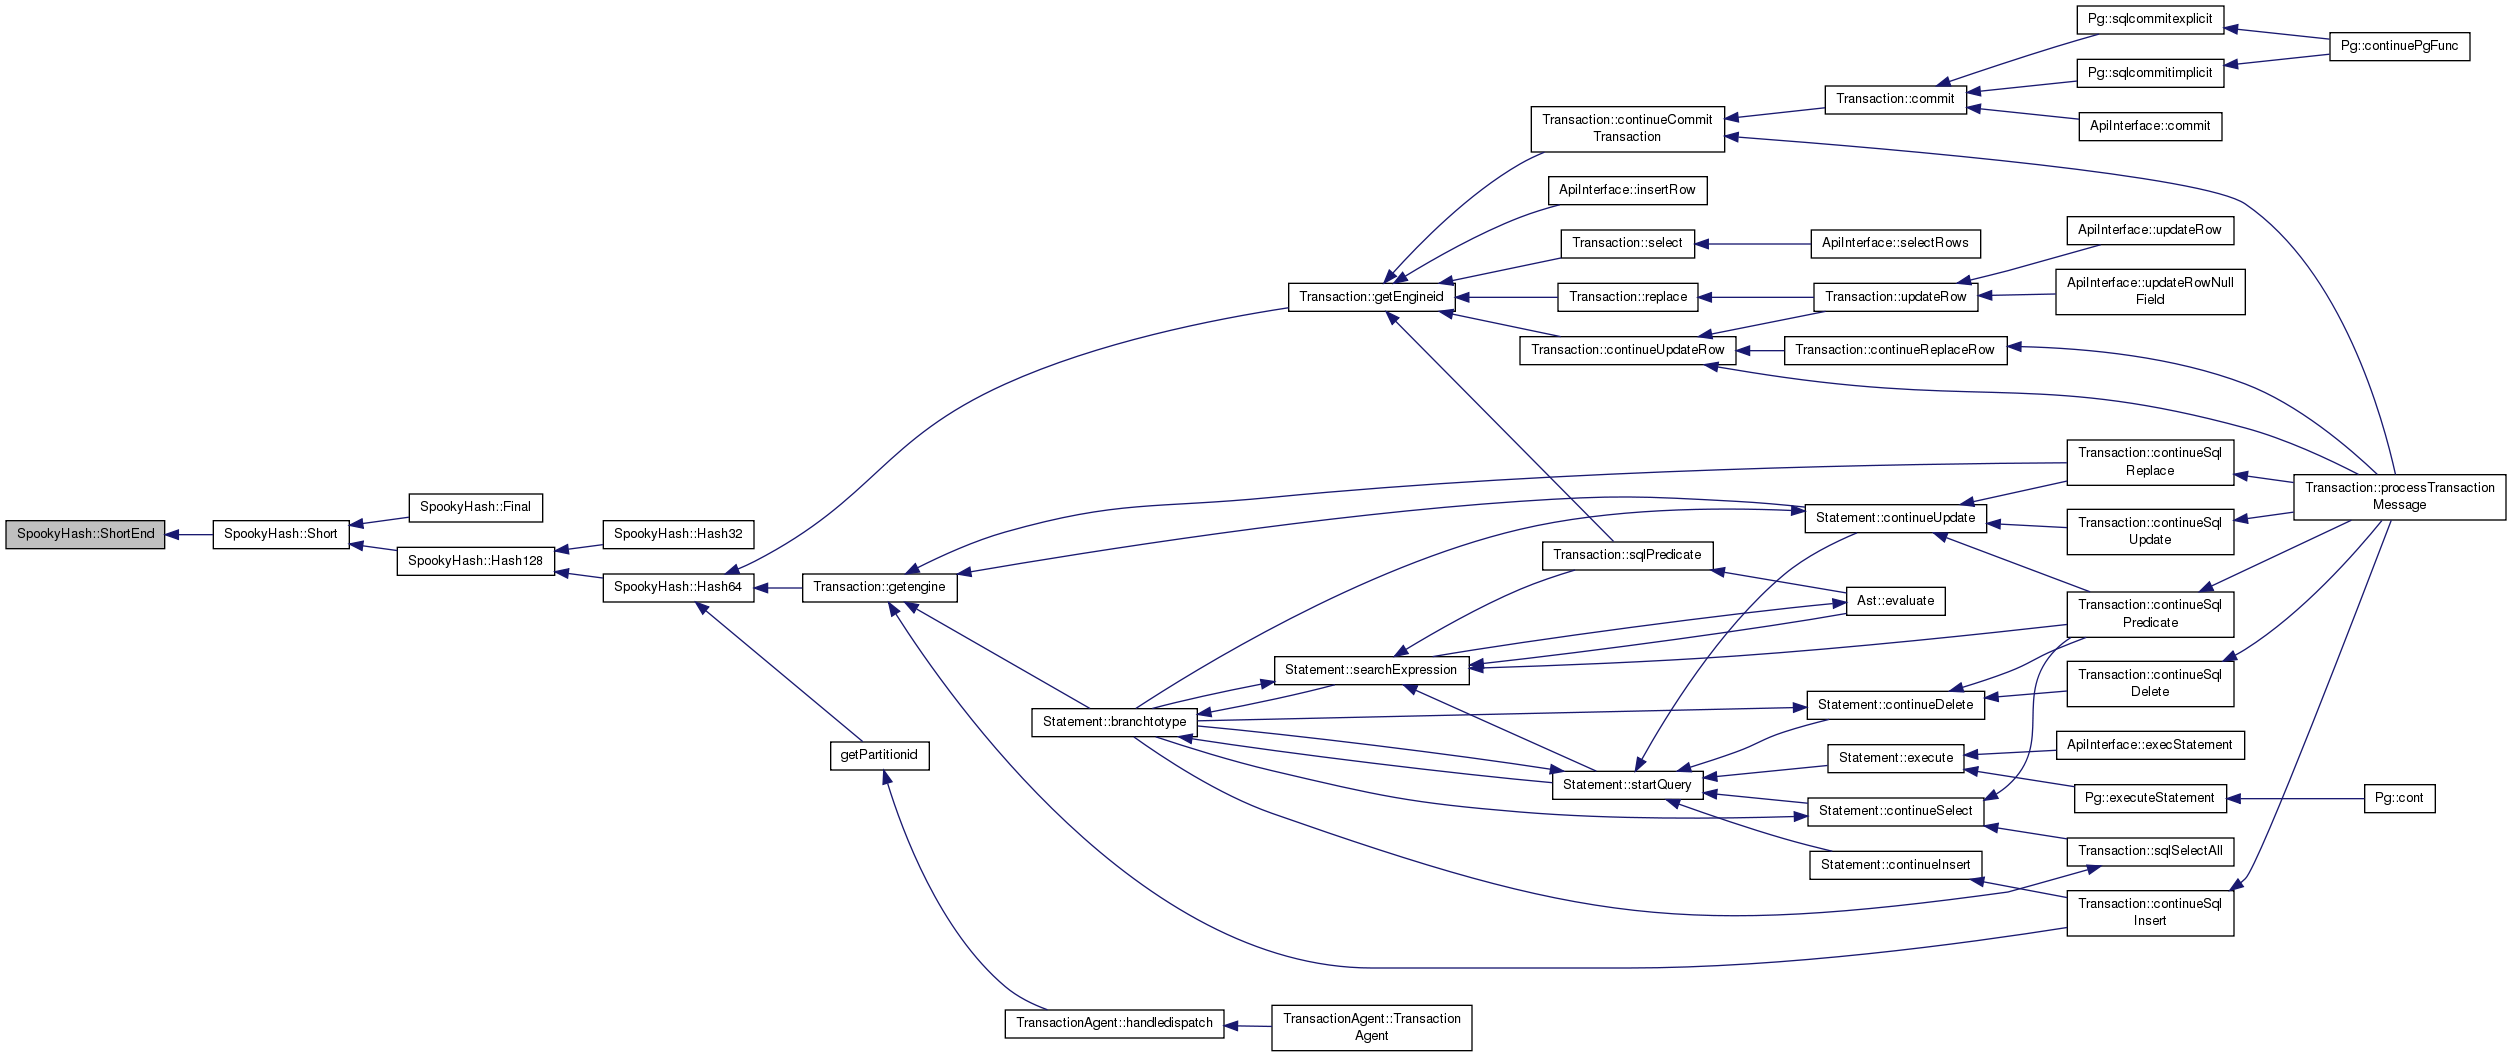 Pg::sqlcommitexplicit
Pg::continuePgFunc
Pg::sqlcommitimplicit
Transaction::commit
Transaction::continueCommit
Transaction
ApiInterface::commit
ApiInterface::insertRow
ApiInterface::updateRow
Transaction::select
ApiInterface::selectRows
ApiInterface::updateRowNull
Field
Transaction::getEngineid
Transaction::replace
Transaction::updateRow
Transaction::continueUpdateRow
Transaction::continueReplaceRow
Transaction::continueSql
Replace
Transaction::processTransaction
Message
SpookyHash::Final
Statement::continueUpdate
Transaction::continueSql
Update
SpookyHash::ShortEnd
SpookyHash::Short
SpookyHash::Hash32
SpookyHash::Hash128
Transaction::sqlPredicate
SpookyHash::Hash64
Transaction::getengine
Ast::evaluate
Transaction::continueSql
Predicate
Statement::searchExpression
Transaction::continueSql
Delete
Statement::continueDelete
Statement::branchtotype
getPartitionid
Statement::execute
ApiInterface::execStatement
Statement::startQuery
Pg::executeStatement
Pg::cont
Statement::continueSelect
Transaction::sqlSelectAll
Statement::continueInsert
Transaction::continueSql
Insert
TransactionAgent::handledispatch
TransactionAgent::Transaction
Agent